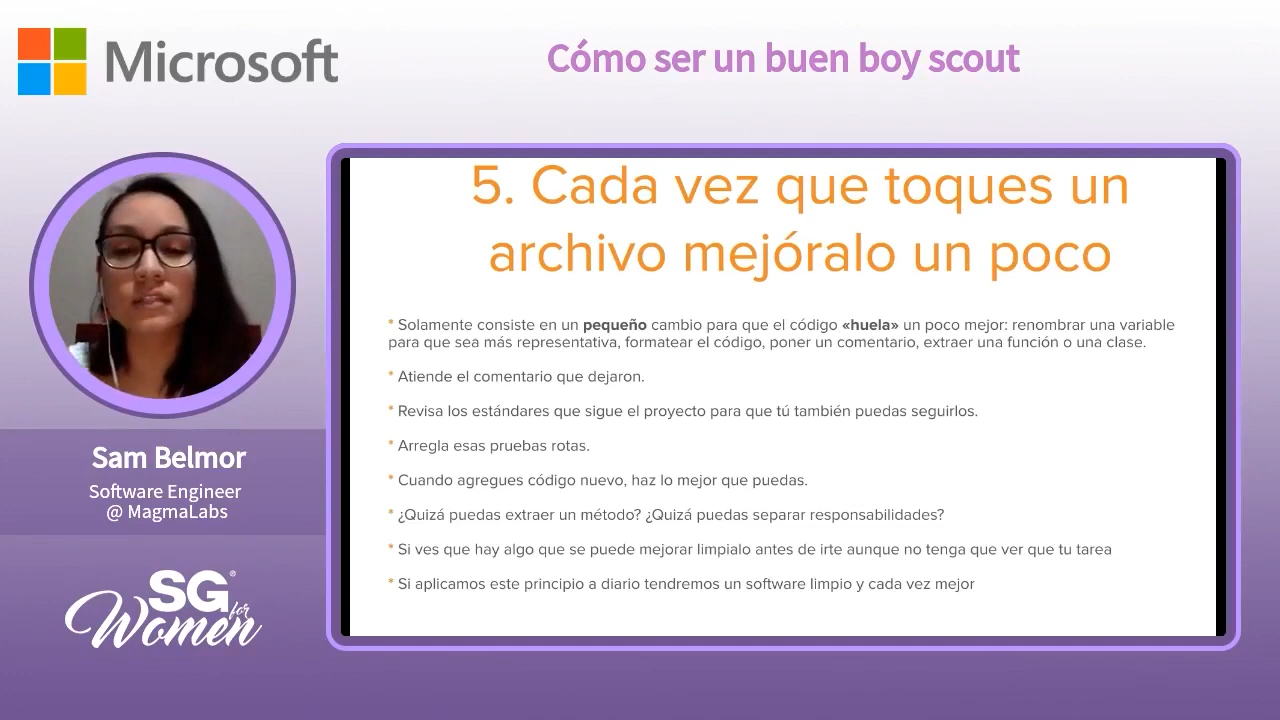 Microsoft
Cómo ser un buen boy scout
5. Cada vez que toques un
archivo mejóralo un poco
* Solamente consiste en un pequeño cambio para que el código «huela» un poco mejor: renombrar una variable
para que sea más representativa, formatear el código, poner un comentario, extraer una función o una clase.
* Atiende el comentario que dejaron.
* Revisa los estándares que sigue el proyecto para que tú también puedas seguirlos.
* Arregla esas pruebas rotas.
* Cuando agregues código nuevo, haz lo mejor que puedas.
* ¿Quizá puedas extraer un método? ¿Quizá puedas separar responsabilidades?
* Si ves que hay algo que se puede mejorar limpialo antes de irte aunque no tenga que ver que tu tarea
* Si aplicamos este principio a diario tendremos un software limpio y cada vez mejor
Sam Belmor
Software Engineer
@ MagmaLabs
SG®
for
Women